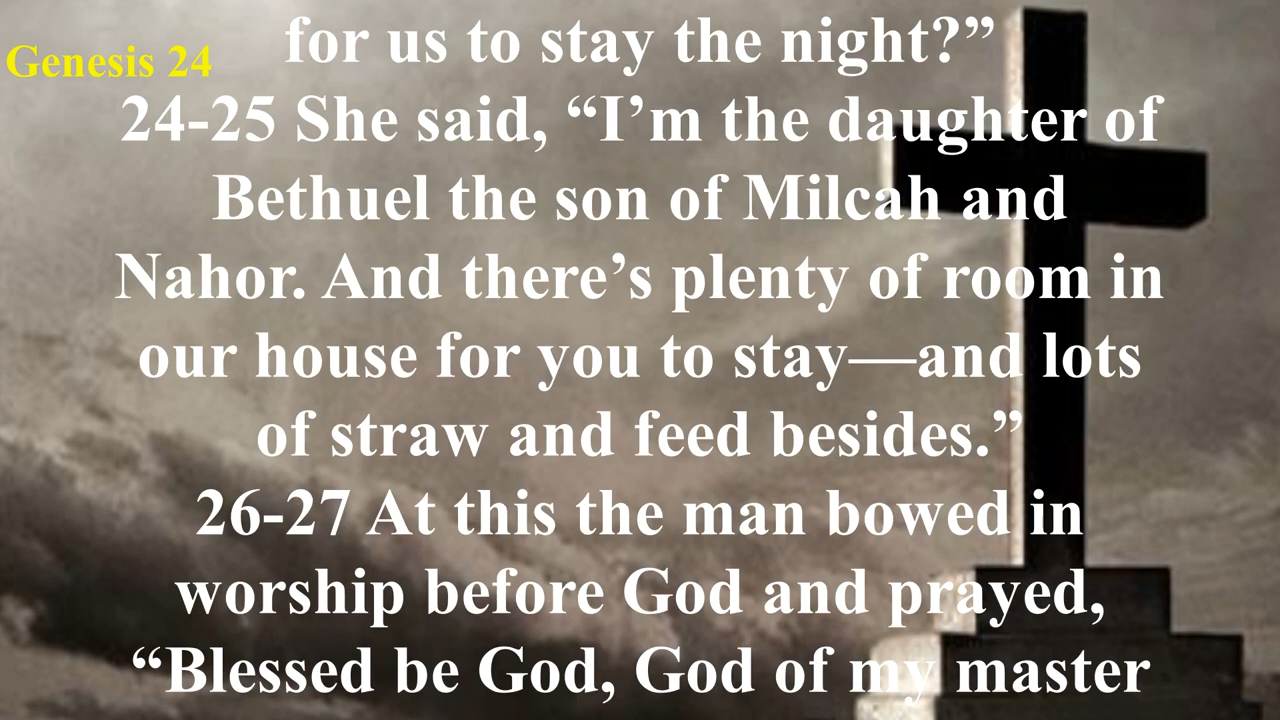 Genesis 24
for us to stay the night?”
24-25 She said, “I’m the daughter of
Bethuel the son of Milcah and
Nahor. And there’s plenty of room in
our house for you to stay—and lots
of straw and feed besides.”
26-27 At this the man bowed in
worship before God and prayed,
“Blessed be God, God of my master